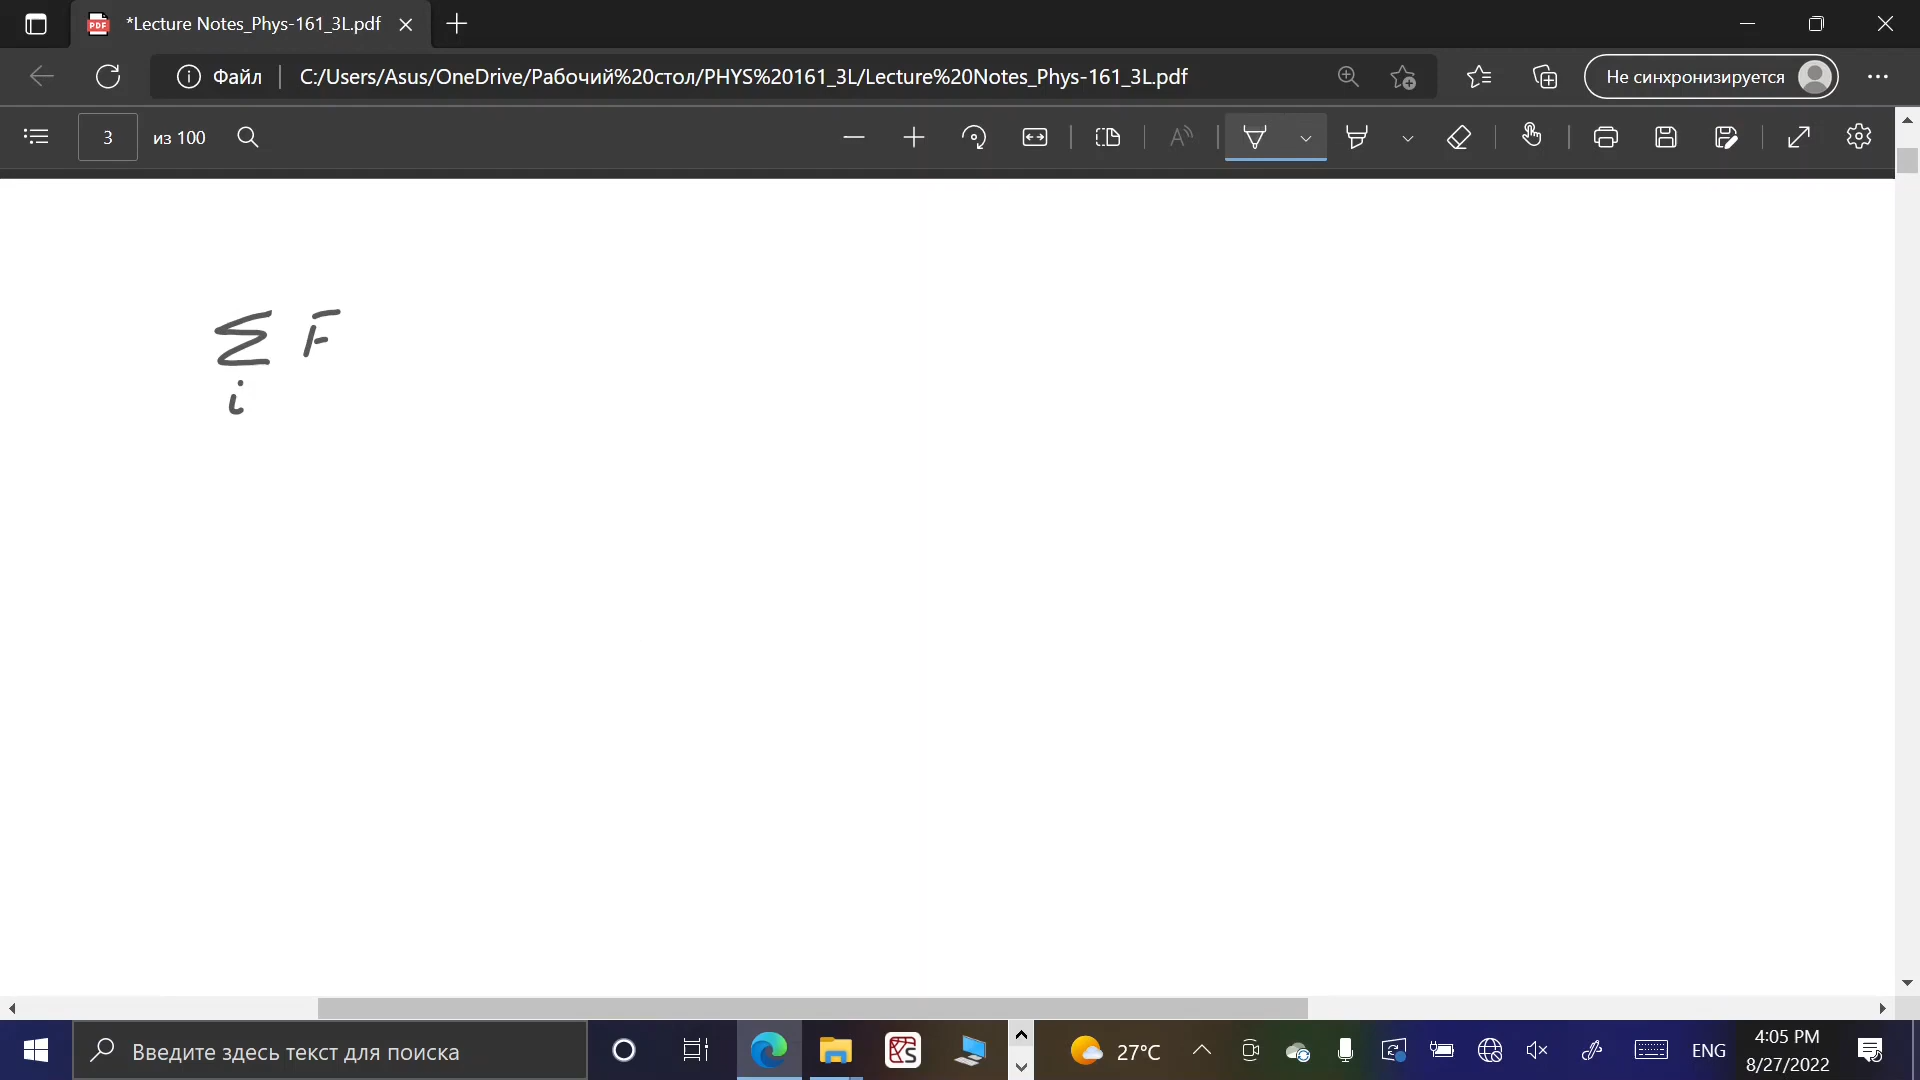 *Lecture Notes_Phys-161_3L.pdf
Файл C:/Users/Asus/OneDrive/Рабочий%20стол/PHYS%20161_3L/Lecture%20Notes_Phys-161_3L.pdf Не синхронизируется
3 из 100
∑ F
i
Введите здесь текст для поиска 27°C ENG 4:05 PM
8/27/2022